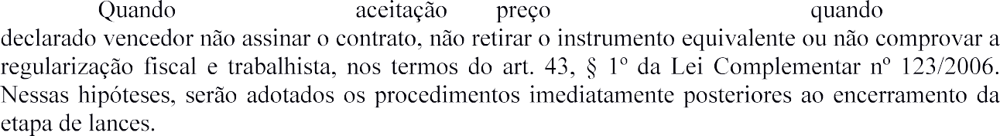 Quando aceitação preço quando
declarado vencedor não assinar o contrato, não retirar o instrumento equivalente ou não comprovar a
regularização fiscal e trabalhista, nos termos do art. 43, § 1º da Lei Complementar nº 123/2006.
Nessas hipóteses, serão adotados os procedimentos imediatamente posteriores ao encerramento da
etapa de lances.